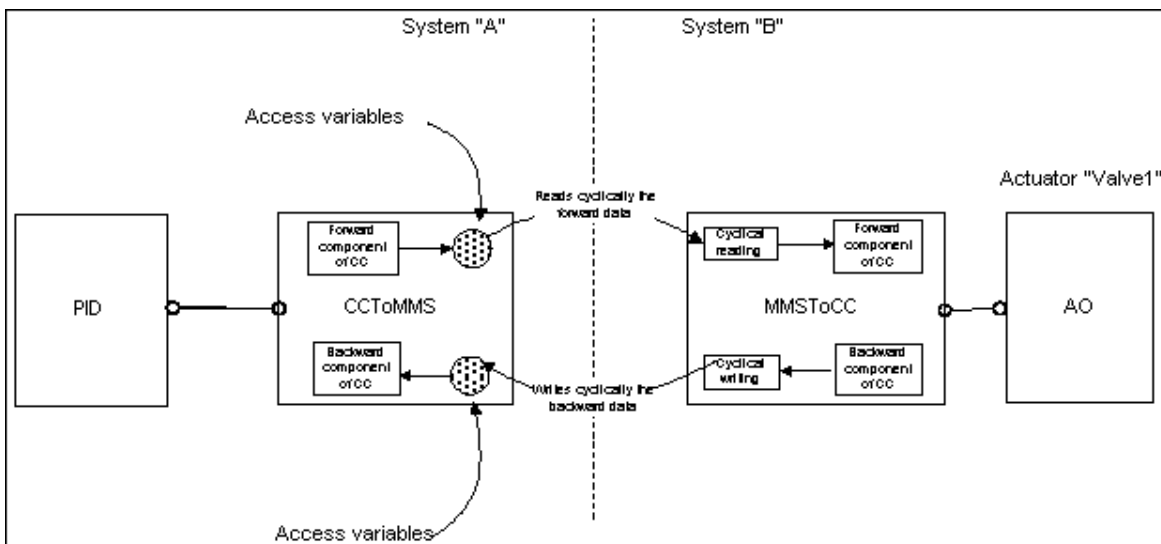 System "A"
System "B"
Access variables
Actuator "Valve1"
Reads cyclically the
forward data
Forward
component
of CC
Cyclical
reading
Forward
component
of CC
PID
CCToMMS
MMSToCC
AO
Backward
component
of CC
Cyclical
writing
Backward
component
of CC
Writes cyclically the
backward data
Access variables